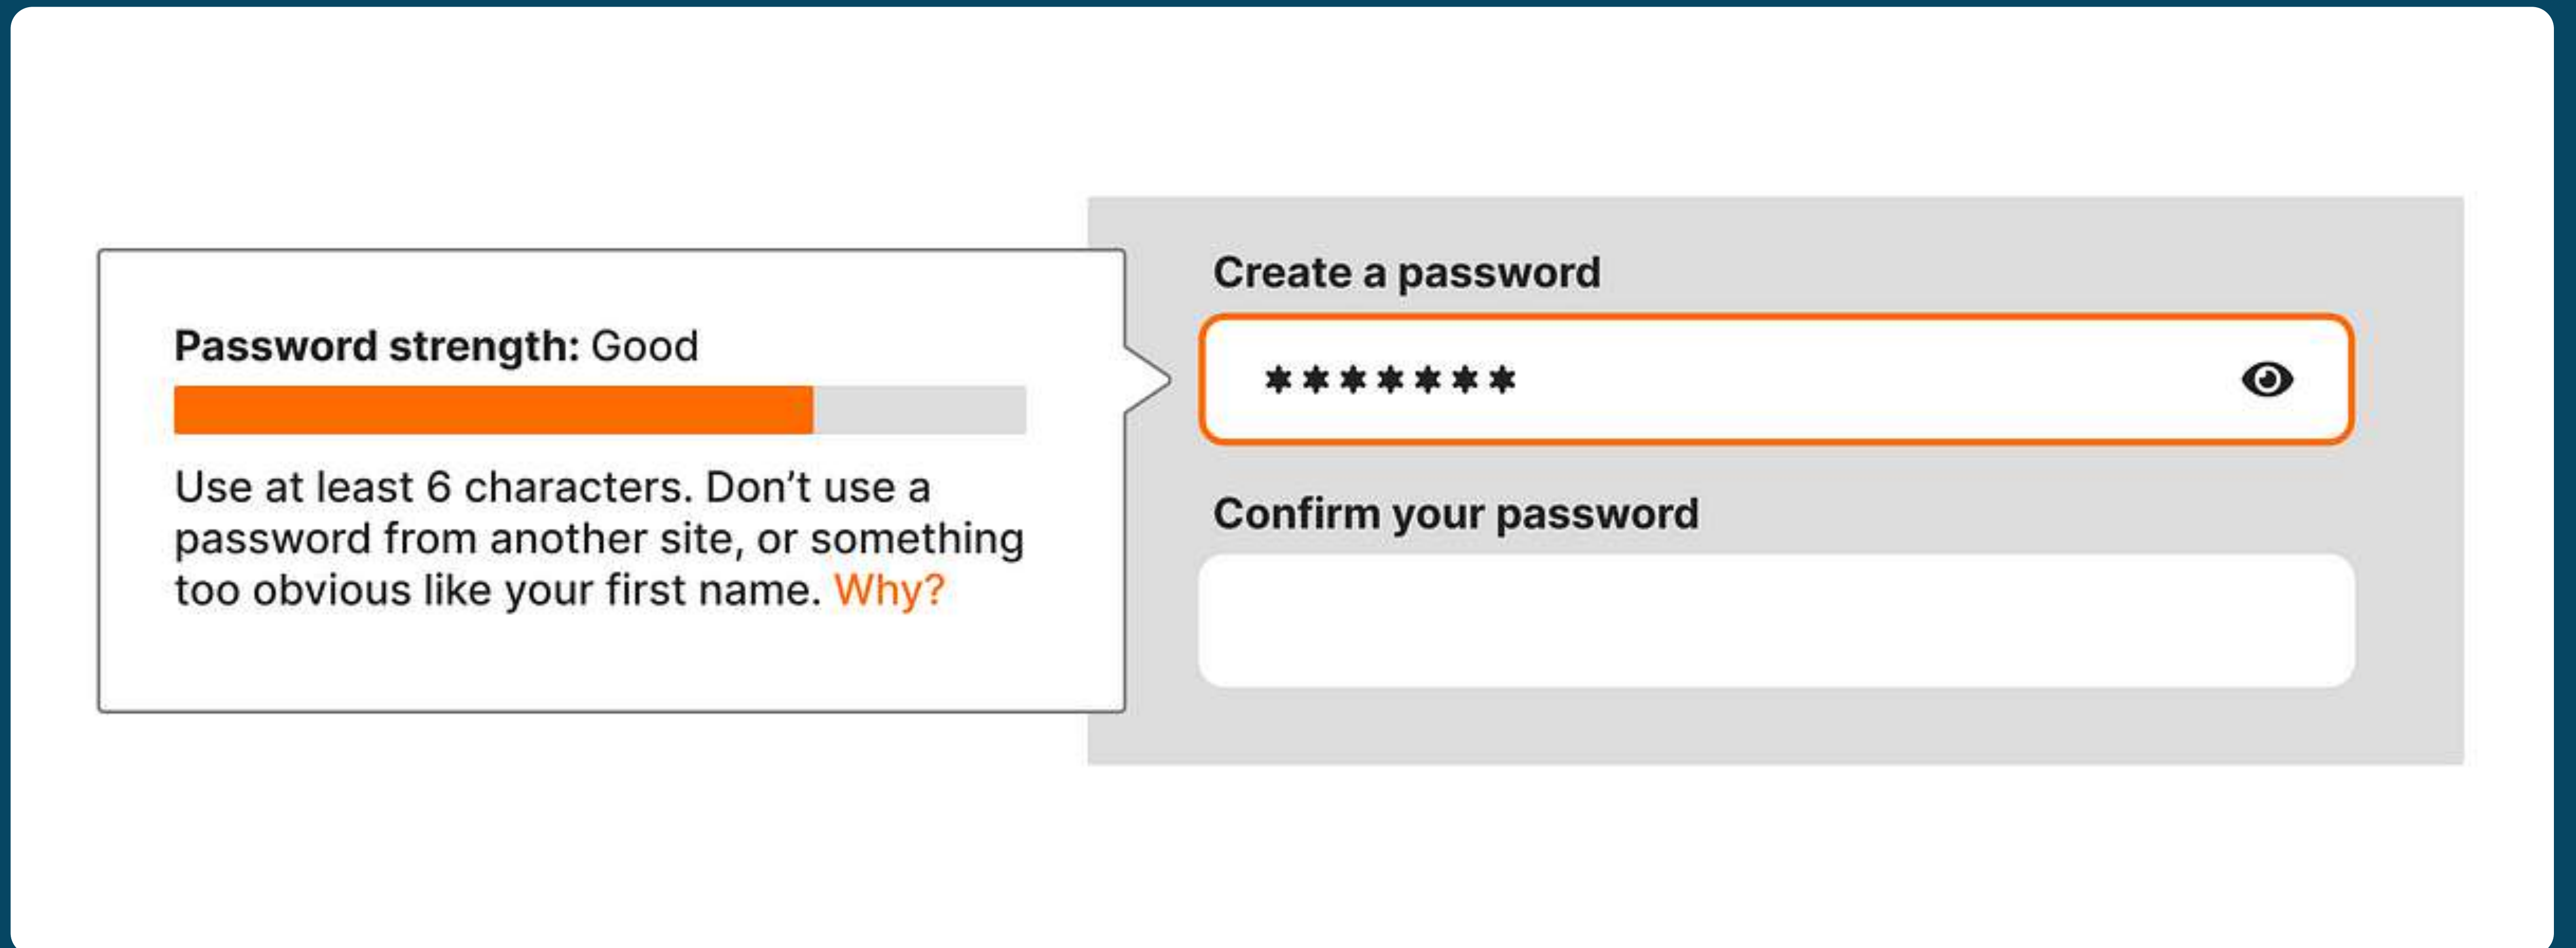 Password strength: Good
Use at least 6 characters. Don’t use a
password from another site, or something
too obvious like your first name. Why?
Create a password
*******
Confirm your password